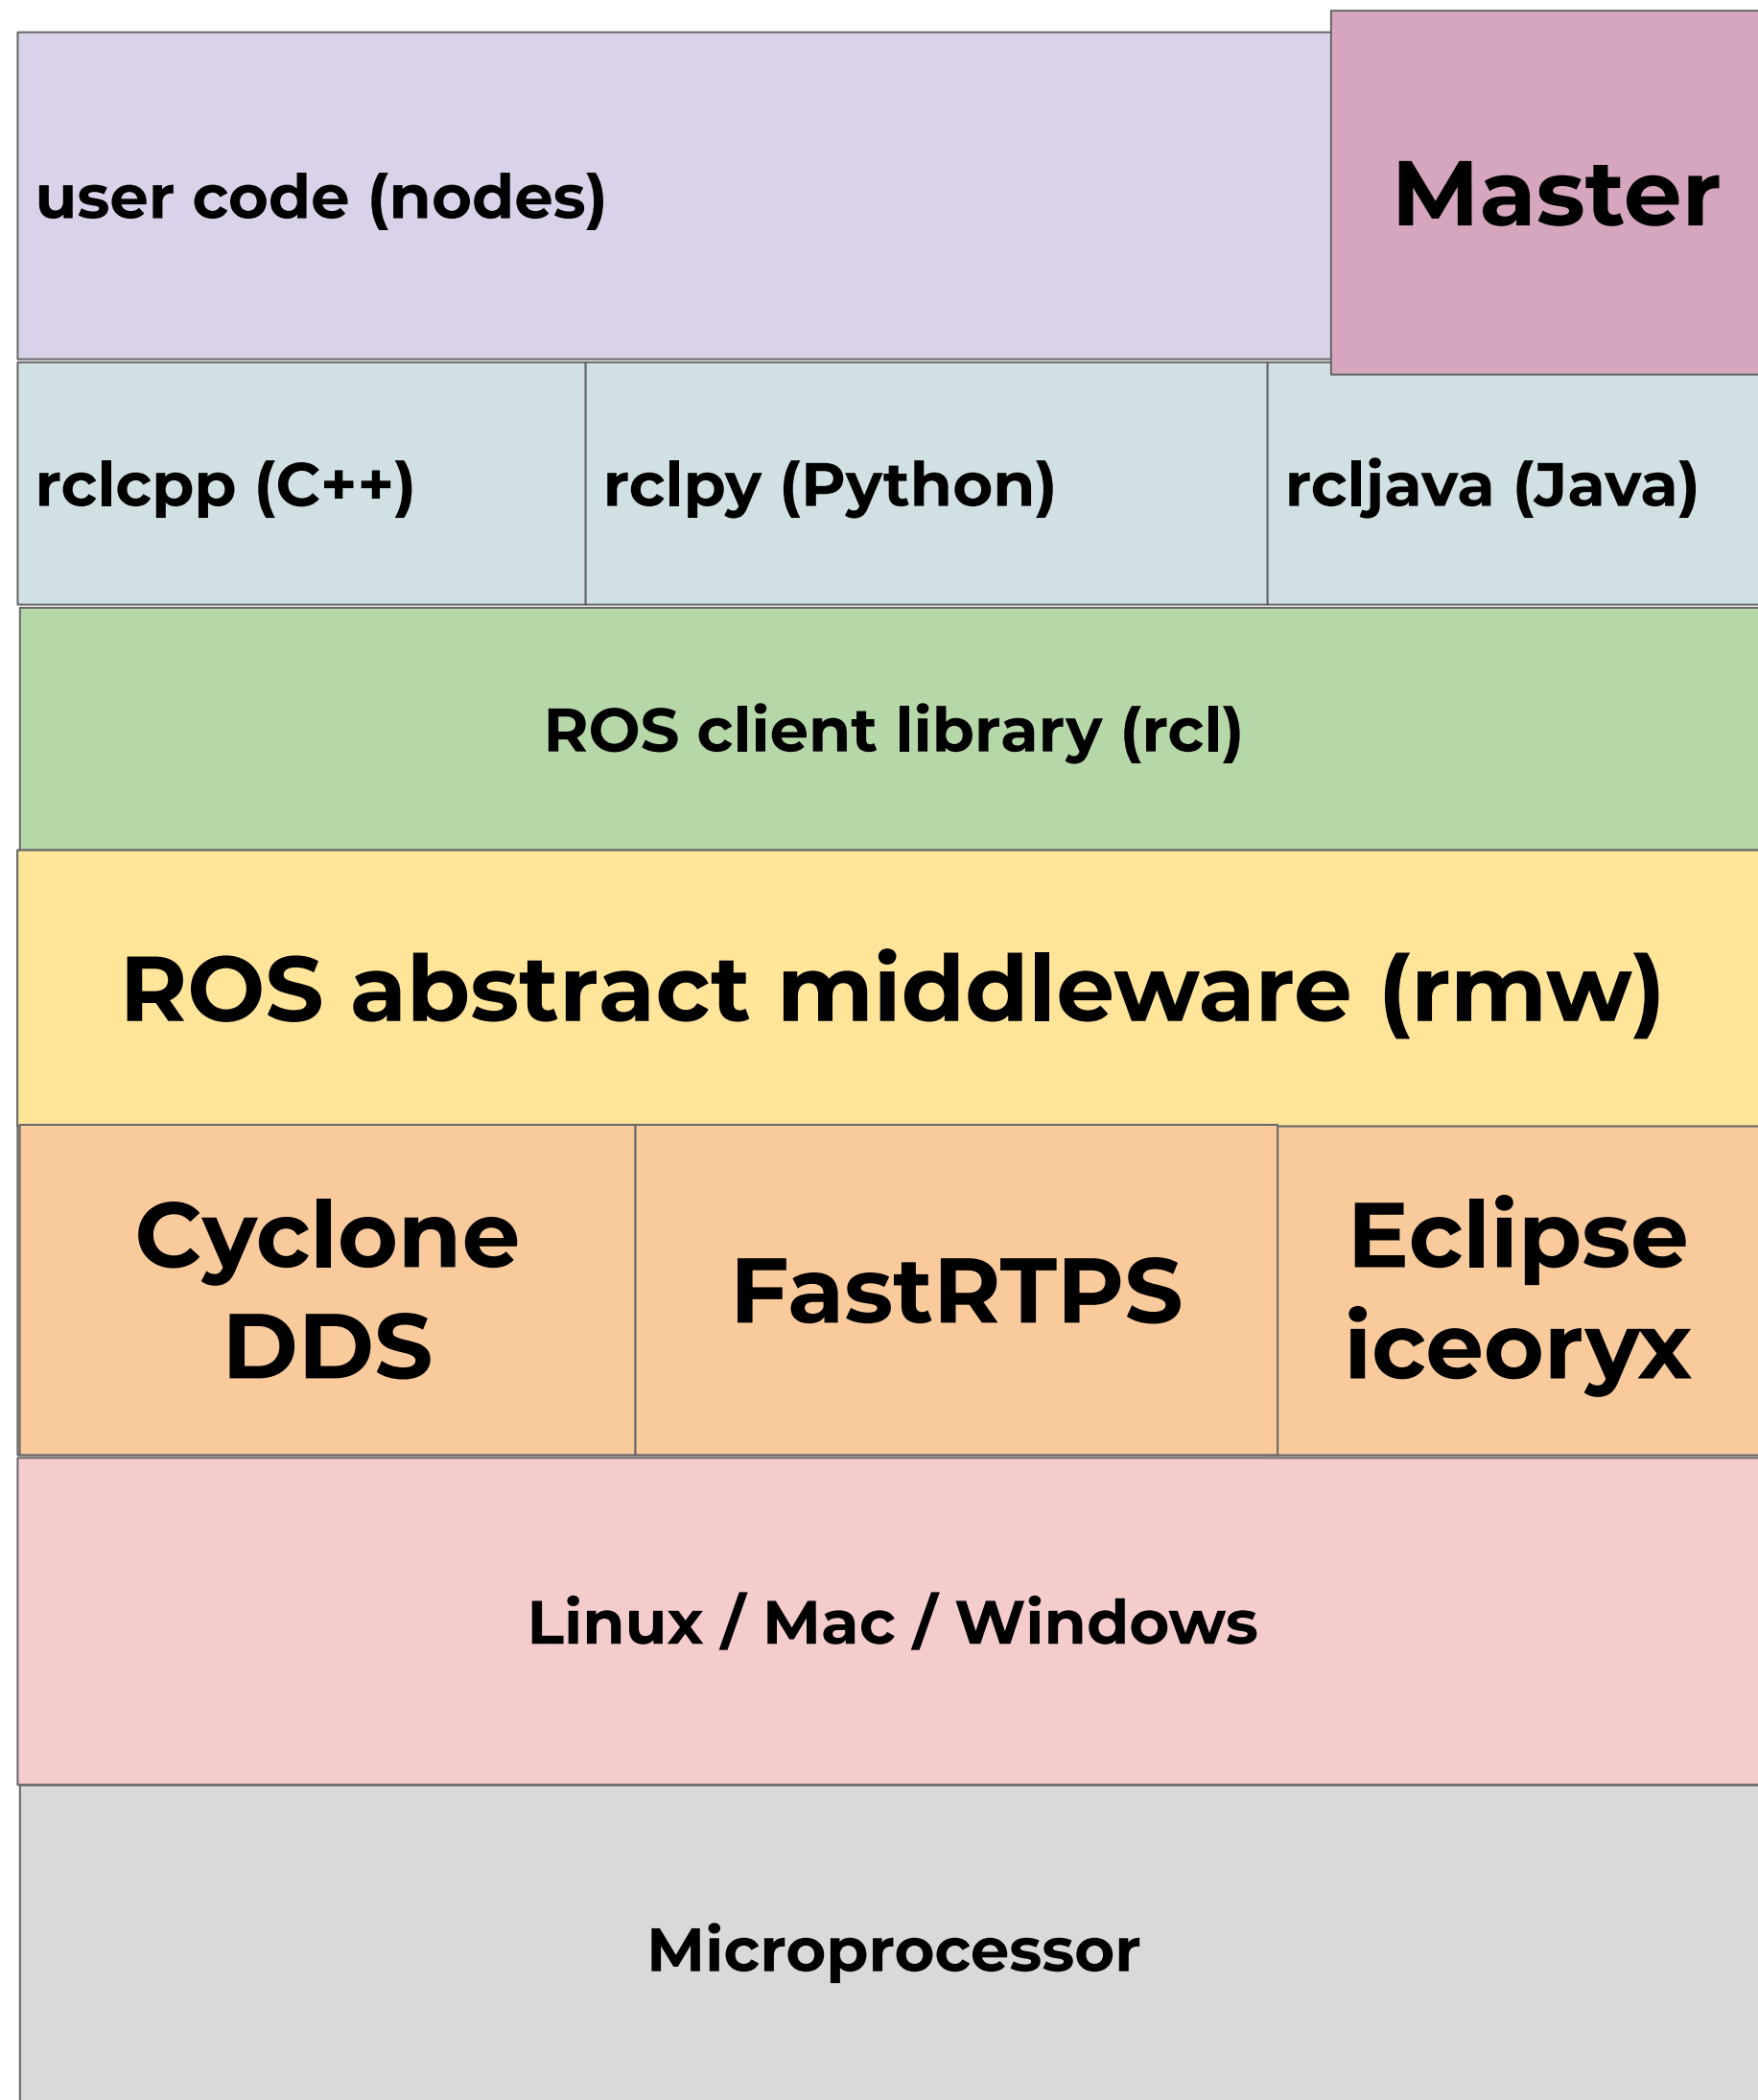 user code (nodes)
Master
rclcpp (C++)
rclpy (Python)
rcljava (Java)
ROS client library (rcl)
ROS abstract middleware (rmw)
Cyclone
DDS
FastRTPS
Eclipse
iceoryx
Linux / Mac / Windows
Microprocessor